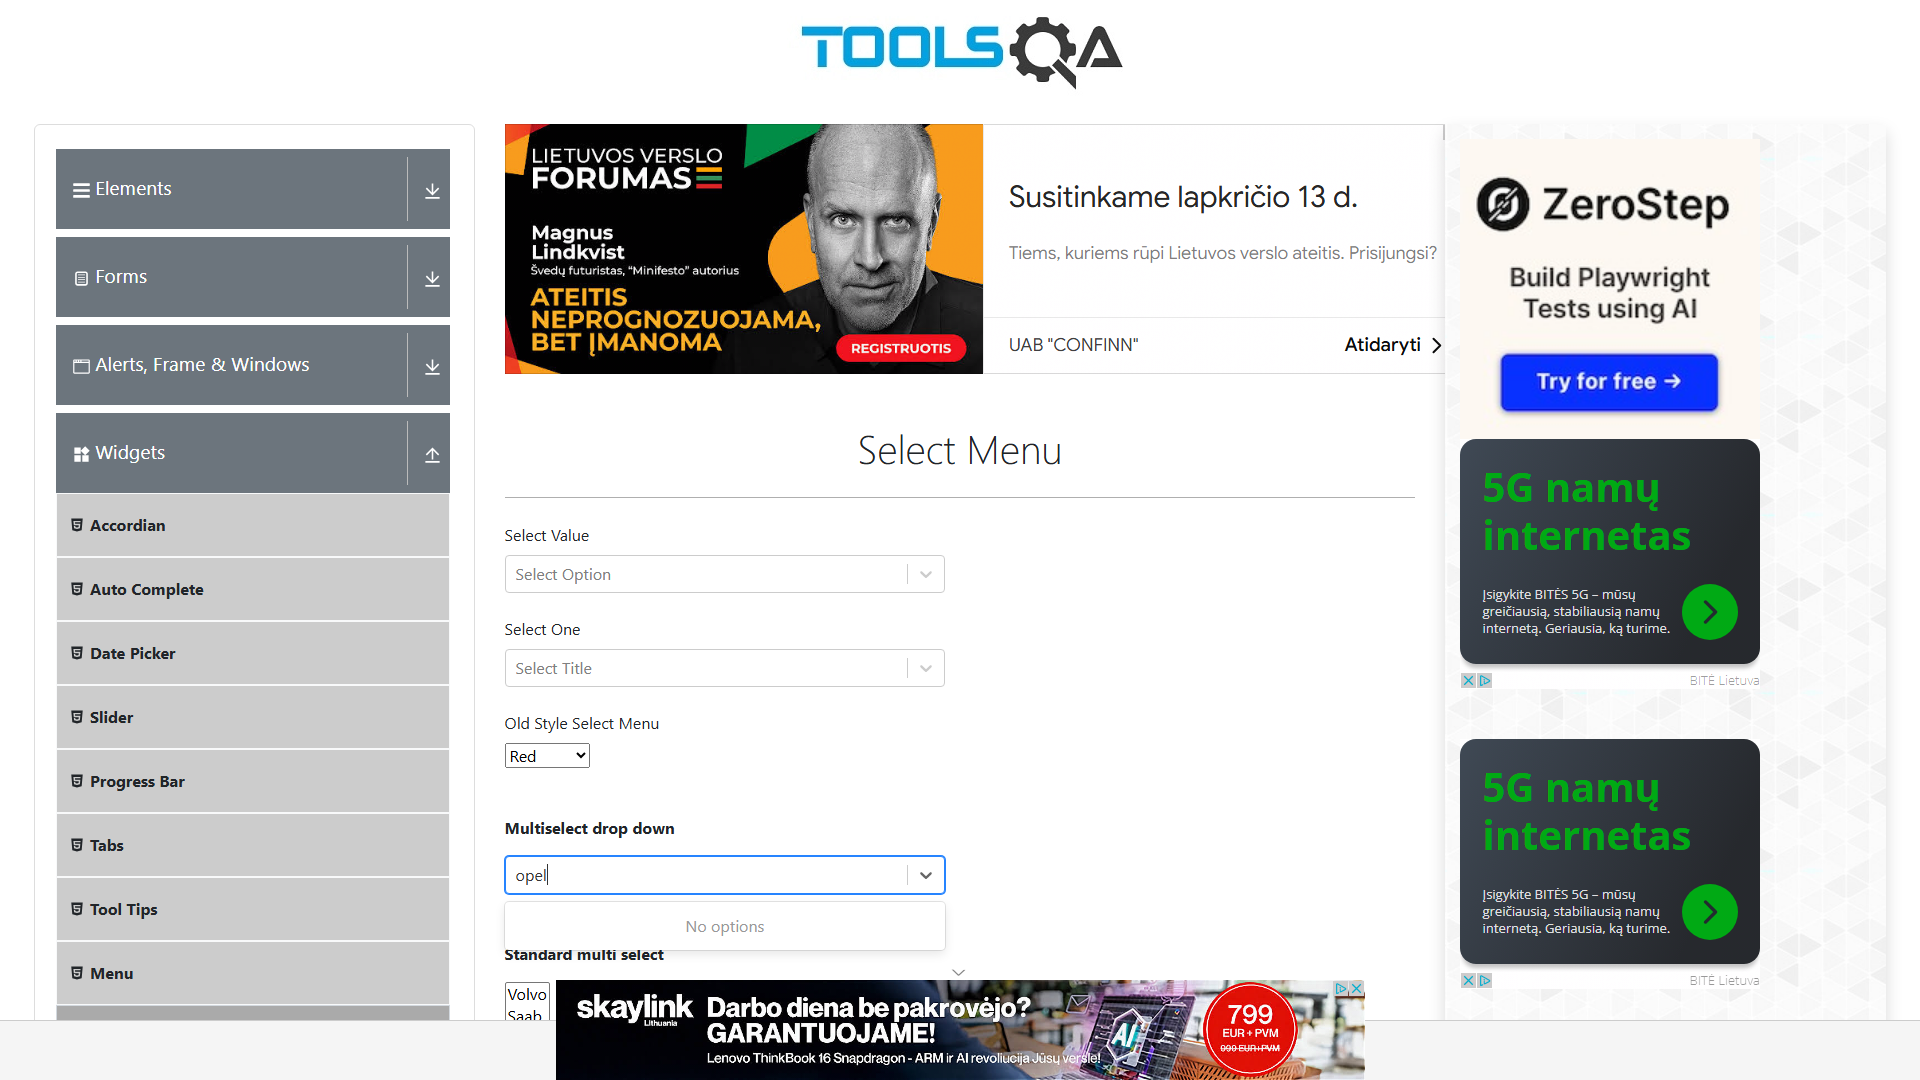 TOOLSQA
Elements
Forms
Alerts, Frame & Windows
Widgets
Accordian
Auto Complete
Date Picker
Slider
Progress Bar
Tabs
Tool Tips
Menu
LIETUVOS VERSLO
FORUMAS
Magnus
Lindkvist
Švedų futuristas, "Minifesto" autorius
ATEITIS
NEPROGNOZUOJAMA,
BET ĮMANOMA
REGISTRUOTIS
Susitinkame lapkričio 13 d.
Tiems, kuriems rūpi Lietuvos verslo ateitis. Prisijungsi?
UAB "CONFINN"
Atidaryti
Select Menu
Select Value
Select Option
Select One
Select Title
Old Style Select Menu
Red
Multiselect drop down
opel
No options
Standard multi select
Volvo
Saab
skaylink
Lithuania
Darbo diena be pakrovėjo?
GARANTUOJAME!
Lenovo ThinkBook 16 Snapdragon - ARM ir AI revoliucija Jūsų versle!
AI
799
EUR + PVM
999 EUR+PVM
ZeroStep
Build Playwright
Tests using AI
Try for free →
5G namų
internetas
Įsigykite BITĖS 5G – mūsų
greičiausią, stabiliausią namų
internetą. Geriausia, ką turime.
BITĖ Lietuva
5G namų
internetas
Įsigykite BITĖS 5G – mūsų
greičiausią, stabiliausią namų
internetą. Geriausia, ką turime.
BITĖ Lietuva